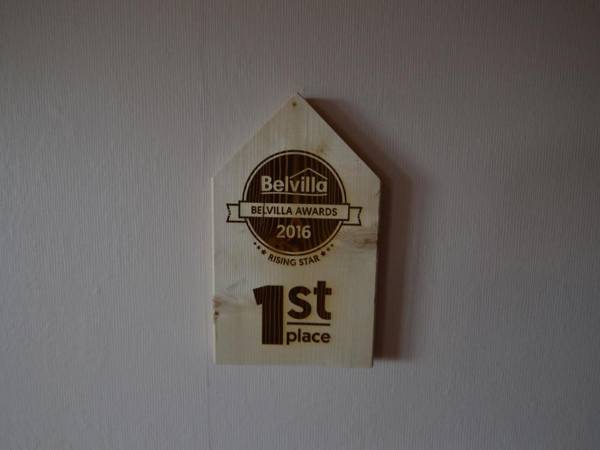 Belvilla
BELVILLA AWARDS
2016
RISING STAR
1st
place